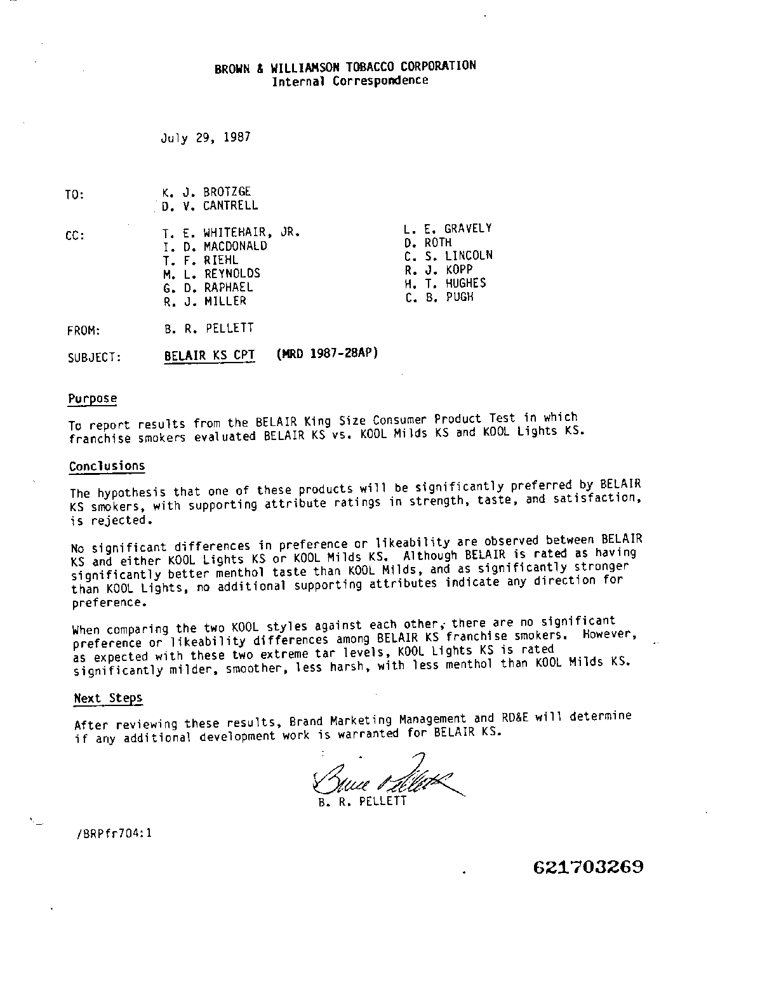 BROWN & WILLIAMSON TOBACCO CORPORATION
Internal Correspondence
July 29, 1987
TO: K. J. BROTZGE
D. V. CANTRELL
CC: T. E. WHITEHAIR, JR. L. E. GRAVELY
I. D. MACDONALD D. ROTH
T. F. RIEHL C. S. LINCOLN
M. L. REYNOLDS R. J. KOPP
G. D. RAPHAEL H. T. HUGHES
R. J. MILLER C. B. PUGH
FROM: B. R. PELLETT
SUBJECT: BELAIR KS CPT (MRD 1987-28AP)
Purpose
To report results from the BELAIR King Size Consumer Product Test in which
franchise smokers evaluated BELAIR KS vs. KOOL Milds KS and KOOL Lights KS.
Conclusions
The hypothesis that one of these products will be significantly preferred by BELAIR
KS smokers, with supporting attribute ratings in strength, taste, and satisfaction,
is rejected.
No significant differences in preference or likeability are observed between BELAIR
KS and either KOOL Lights KS or KOOL Milds KS. Although BELAIR is rated as having
significantly better menthol taste than KOOL Milds, and as significantly stronger
than KOOL Lights, no additional supporting attributes indicate any direction for
preference.
When comparing the two KOOL styles against each other, there are no significant
preference or likeability differences among BELAIR KS franchise smokers. However,
as expected with these two extreme tar levels, KOOL Lights KS is rated
significantly milder, smoother, less harsh, with less menthol than KOOL Milds KS.
Next Steps
After reviewing these results, Brand Marketing Management and RD&E will determine
if any additional development work is warranted for BELAIR KS.
Bruce Pellett
B. R. PELLETT
/BRPfr704:1
621703269